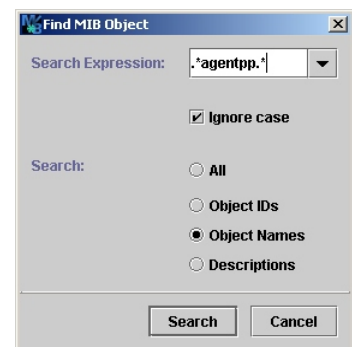 Find MIB Object
Search Expression: .*agentpp.*
Ignore case
Search: All
Object IDs
Object Names
Descriptions
Search Cancel